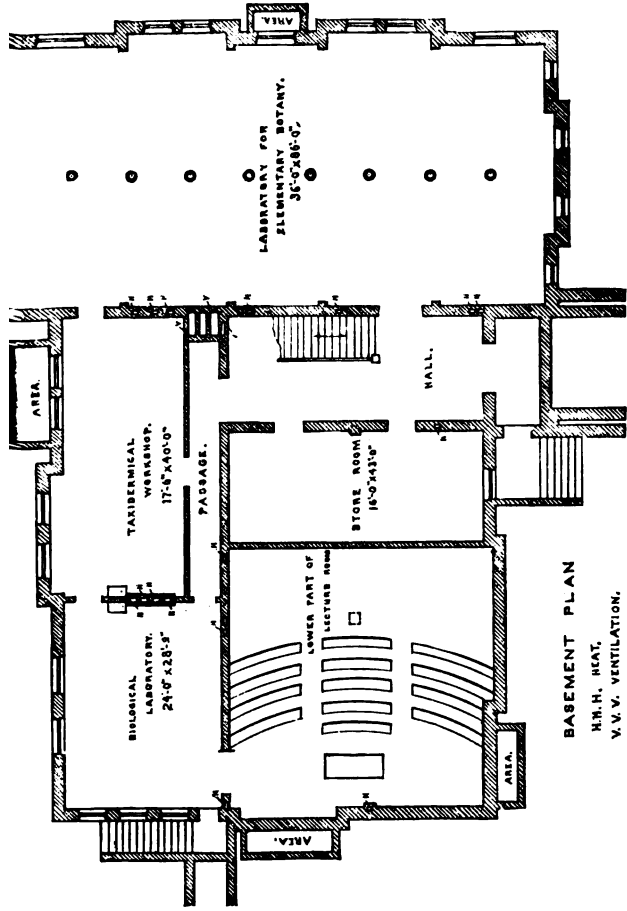 AREA.
LABORATORY FOR
ELEMENTARY BOTANY.
36'-0"X86'-0"
AREA.
TAXIDERMICAL
WORKSHOP.
17'-6"X40'-0"
PASSAGE.
HALL.
STORE ROOM
16'-0"X43'-0"
BIOLOGICAL
LABORATORY.
24'-0"X28'-9"
LOWER PART OF
LECTURE ROOM
AREA.
AREA.
BASEMENT PLAN
H.H.H. HEAT.
V.V.V. VENTILATION.